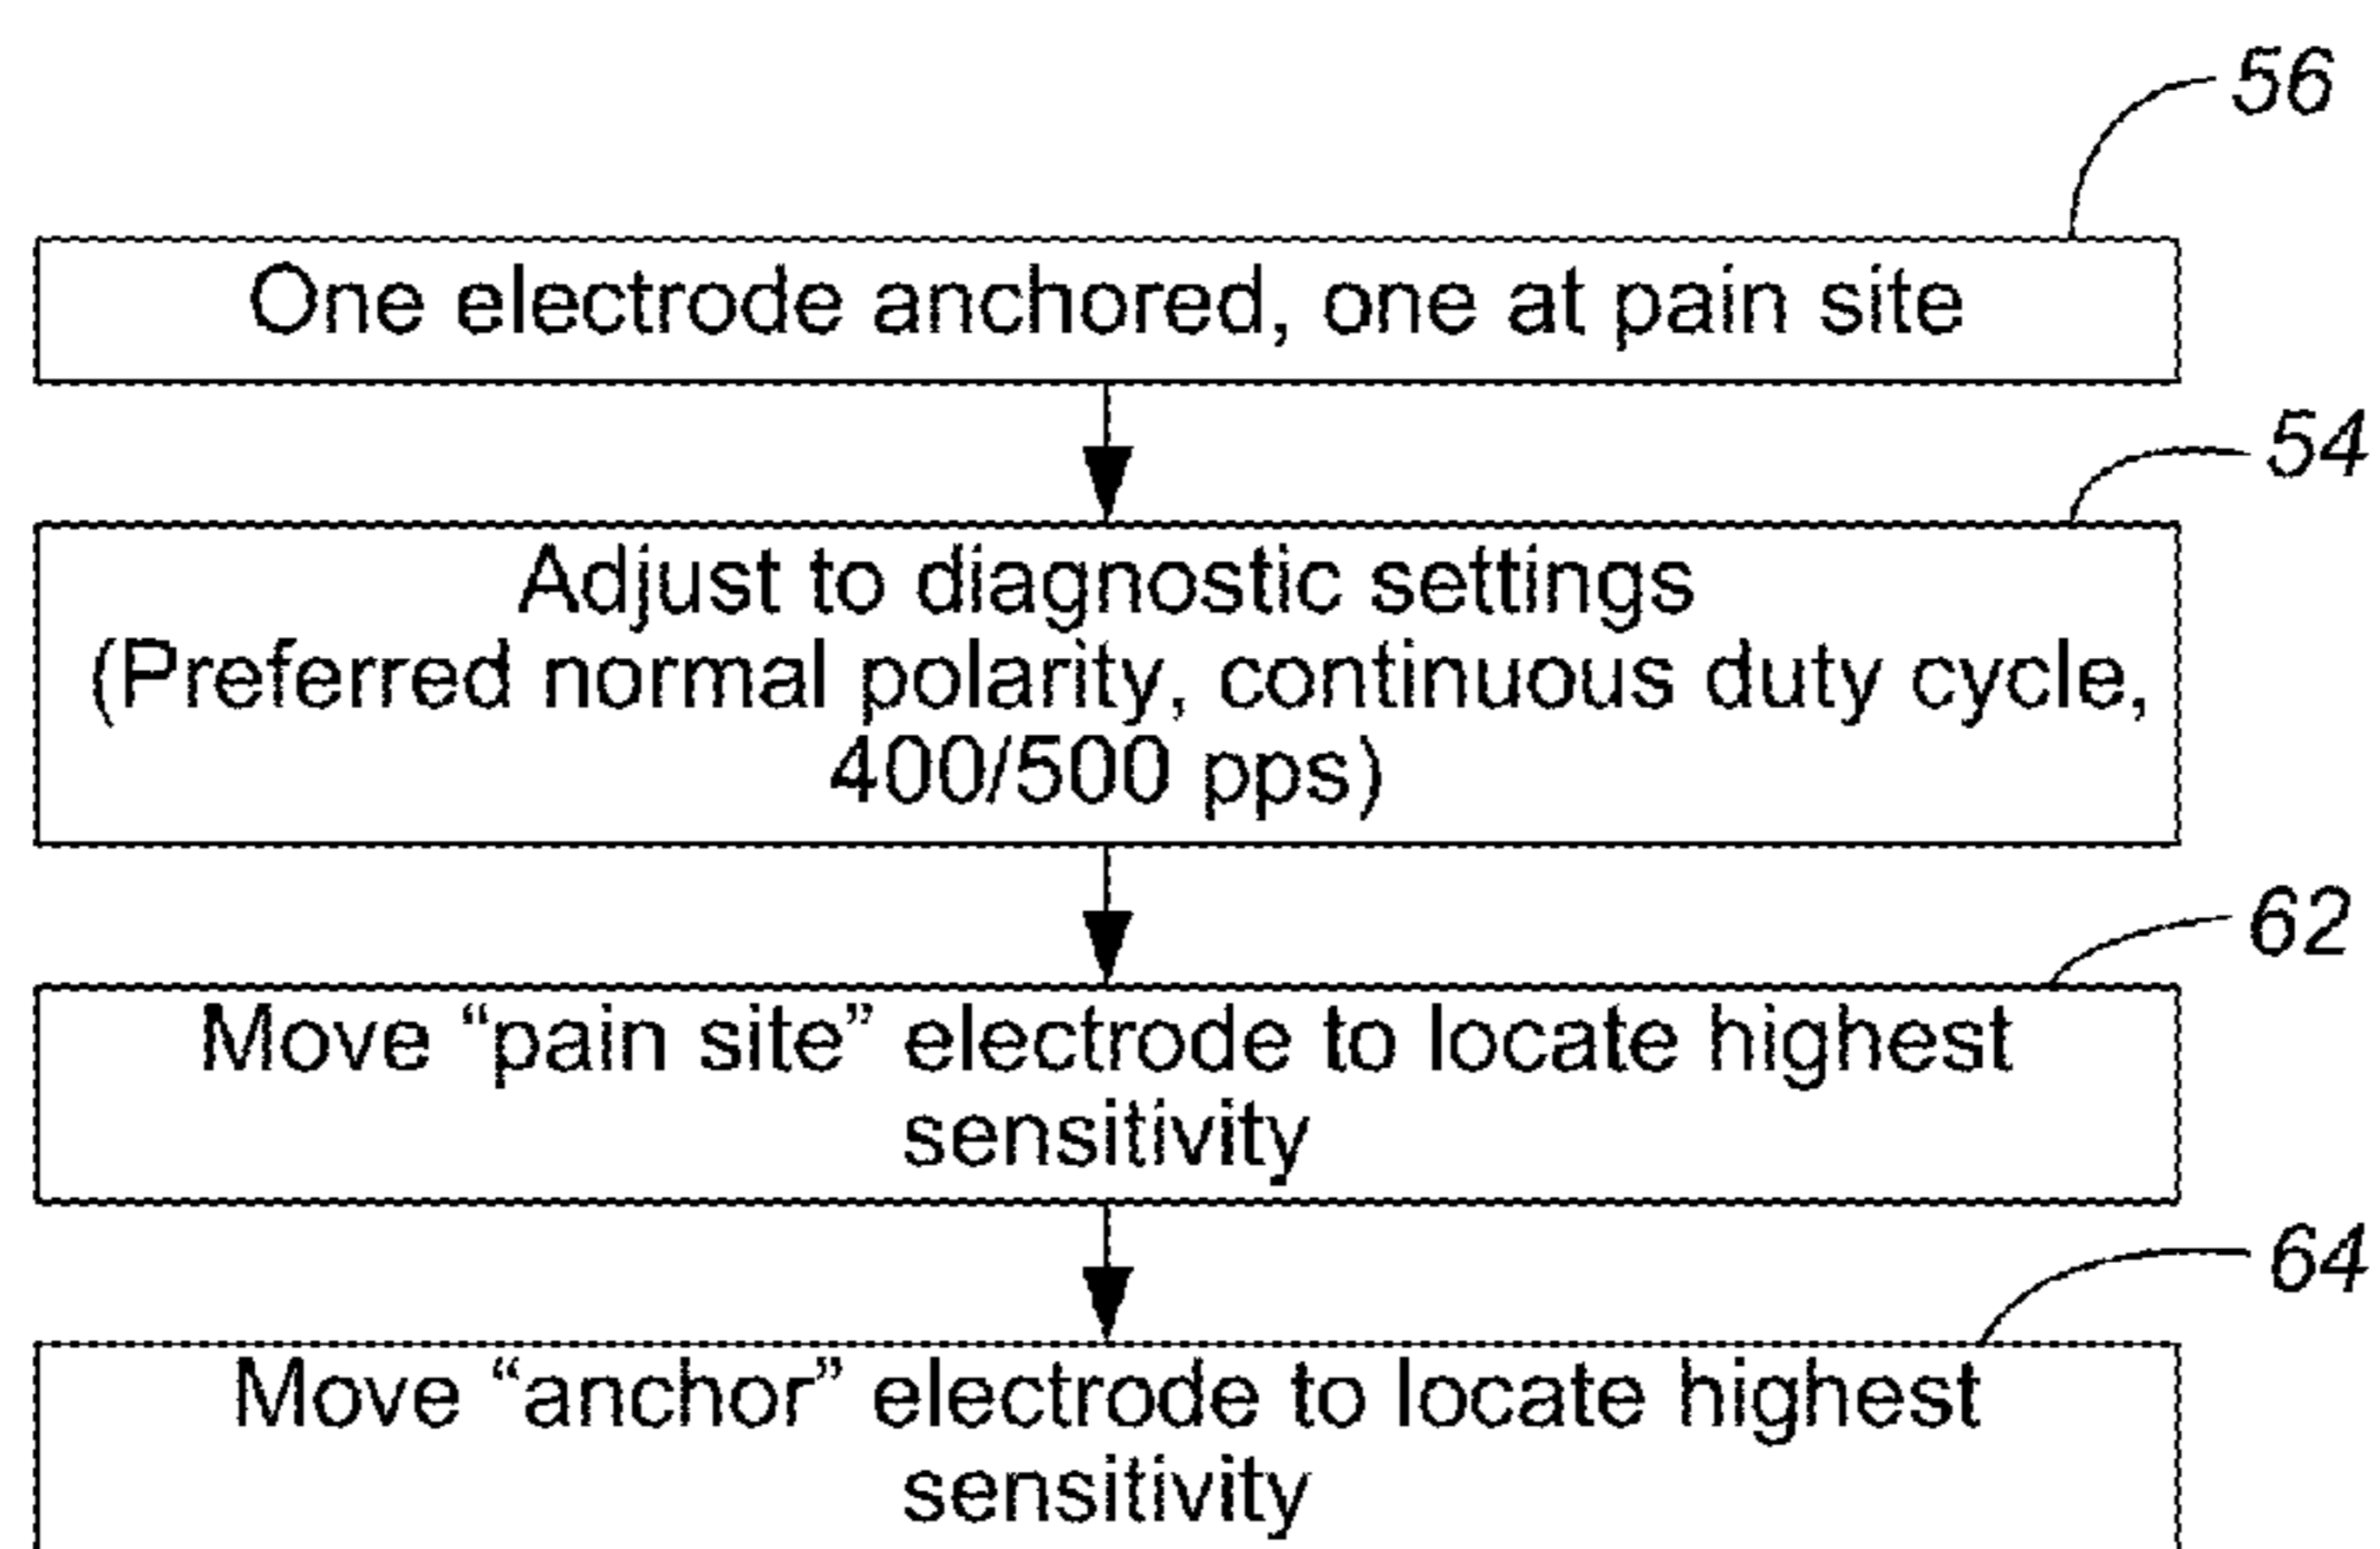 56
One electrode anchored, one at pain site
54
Adjust to diagnostic settings
(Preferred normal polarity, continuous duty cycle,
400/500 pps)
62
Move “pain site” electrode to locate highest
sensitivity
64
Move “anchor” electrode to locate highest
sensitivity